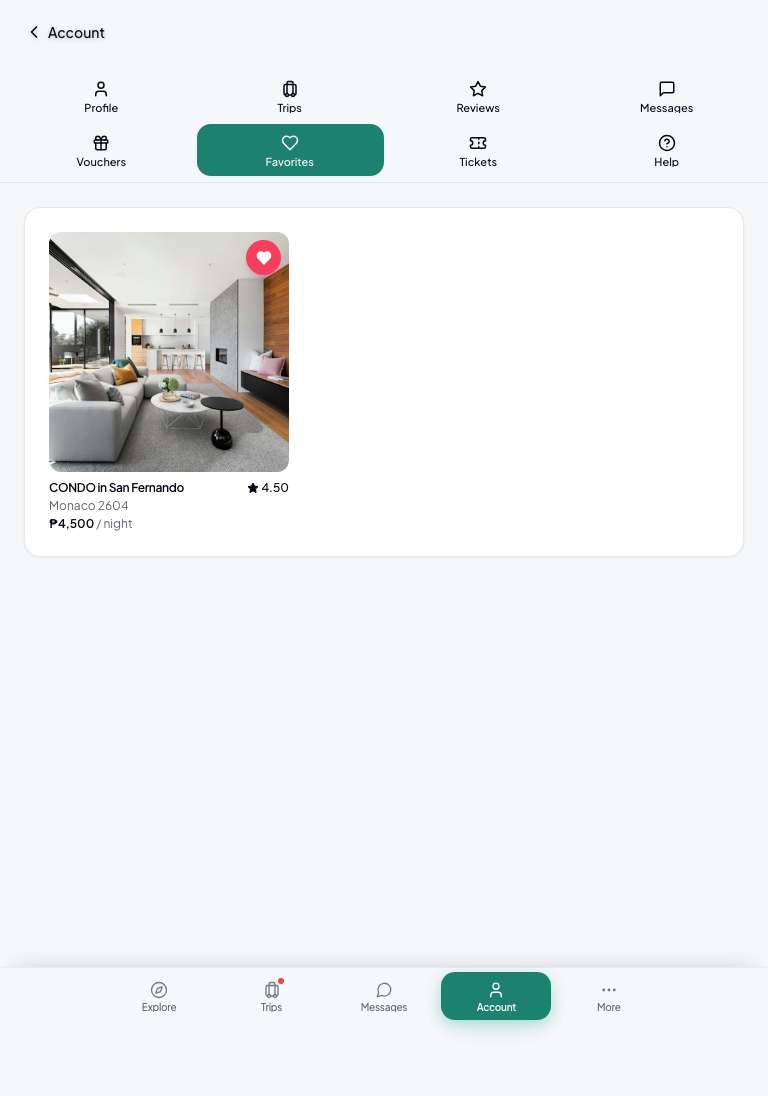 Account
Profile
Trips
Reviews
Messages
Vouchers
Favorites
Tickets
Help
CONDO in San Fernando
4.50
Monaco 2604
₱4,500 / night
Explore
Trips
Messages
Account
More